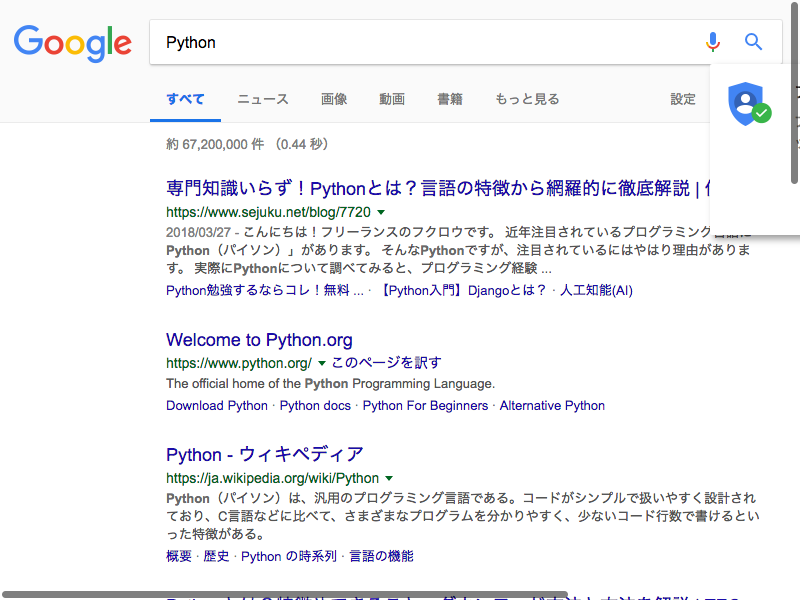 Google
Python
すべて ニュース 画像 動画 書籍 もっと見る 設定
約 67,200,000 件 （0.44 秒）
専門知識いらず！Pythonとは？言語の特徴から網羅的に徹底解説 |
https://www.sejuku.net/blog/7720
2018/03/27 - こんにちは！フリーランスのフクロウです。 近年注目されているプログラミング言語に
Python（パイソン）」があります。 そんなPythonですが、注目されているにはやはり理由がありま
す。 実際にPythonについて調べてみると、プログラミング経験 ...
Python勉強するならコレ！無料 ... · 【Python入門】Djangoとは？ · 人工知能(AI)
Welcome to Python.org
https://www.python.org/ このページを訳す
The official home of the Python Programming Language.
Download Python · Python docs · Python For Beginners · Alternative Python
Python - ウィキペディア
https://ja.wikipedia.org/wiki/Python
Python（パイソン）は、汎用のプログラミング言語である。コードがシンプルで扱いやすく設計され
ており、C言語などに比べて、さまざまなプログラムを分かりやすく、少ないコード行数で書けるとい
った特徴がある。
概要 · 歴史 · Python の時系列 · 言語の機能